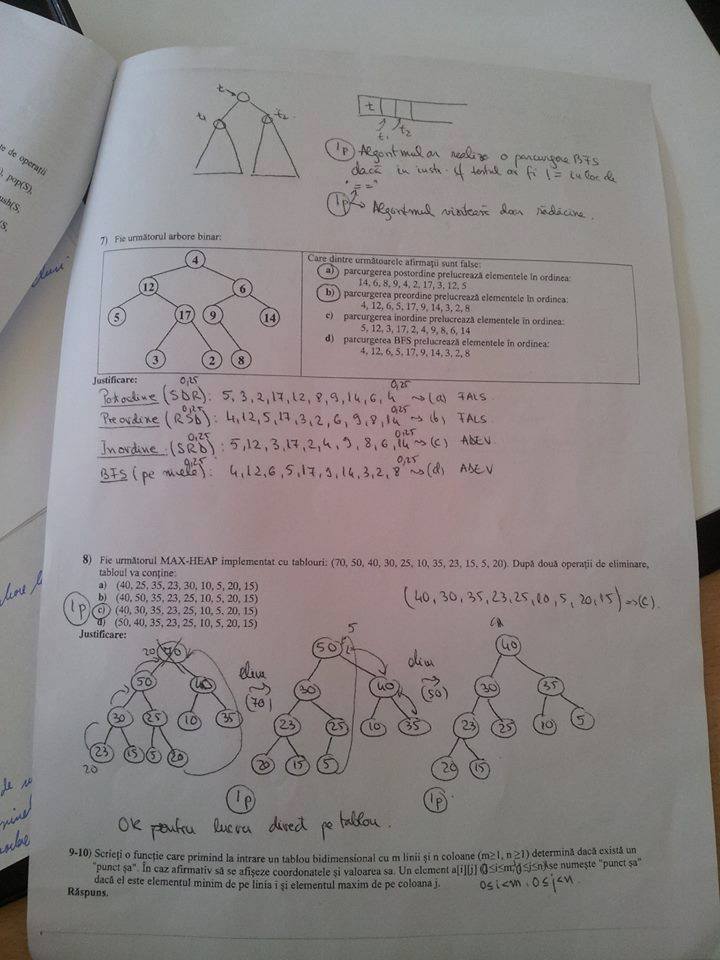 te de operații
), pop(S),
ush(S,
(S,
t
t1
t2
t
t1 t2
1p Algoritmul ar realiza o parcurgere BFS
dacă in instr. if testul ar fi != in loc de
"=="
1p Algoritmul vizitează doar rădăcina.
7) Fie următorul arbore binar:
4
12 6
5 17 9 14
3 2 8
Care dintre următoarele afirmații sunt false:
a) parcurgerea postordine prelucrează elementele în ordinea:
14, 6, 8, 9, 4, 2, 17, 3, 12, 5
b) parcurgerea preordine prelucrează elementele în ordinea:
4, 12, 6, 5, 17, 9, 14, 3, 2, 8
c) parcurgerea inordine prelucrează elementele în ordinea:
5, 12, 3, 17, 2, 4, 9, 8, 6, 14
d) parcurgerea BFS prelucrează elementele în ordinea:
4, 12, 6, 5, 17, 9, 14, 3, 2, 8
Justificare:
0,25 0,25
Postordine (SDR): 5, 3, 2, 17, 12, 8, 9, 14, 6, 4 (a) FALS
0,25 0,25
Preordine (RSD): 4, 12, 5, 17, 3, 2, 6, 9, 8, 14 (b) FALS
0,25 0,25
Inordine (SRD): 5, 12, 3, 17, 2, 4, 9, 8, 6, 14 (c) ADEV
0,25 0,25
BFS (pe nivele): 4, 12, 6, 5, 17, 9, 14, 3, 2, 8 (d) ADEV
8) Fie următorul MAX-HEAP implementat cu tablouri: (70, 50, 40, 30, 25, 10, 35, 23, 15, 5, 20). După două operații de eliminare,
tabloul va conține:
a) (40, 25, 35, 23, 30, 10, 5, 20, 15)
b) (40, 50, 35, 23, 25, 10, 5, 20, 15)
1p c) (40, 30, 35, 23, 25, 10, 5, 20, 15)
d) (50, 40, 35, 23, 25, 10, 5, 20, 15)
(40, 30, 35, 23, 25, 10, 5, 20, 15) => (c).
Justificare:
20 70
50 40
30 25 10 35
23 15 5 20
20
elim
(70)
5
50
30 40
23 25 10 35
20 15 5
elim
(50)
40
30 35
23 25 10 5
20 15
1p 1p
OK pentru lucru direct pe tablou.
9-10) Scrieți o funcție care primind la intrare un tablou bidimensional cu m linii și n coloane (m≥1, n≥1) determină dacă există un
"punct șa". În caz afirmativ să se afișeze coordonatele și valoarea sa. Un element a[i][j] se numește "punct șa"
dacă el este elementul minim de pe linia i și elementul maxim de pe coloana j. 0≤i<m, 0≤j<n.
Răspuns.